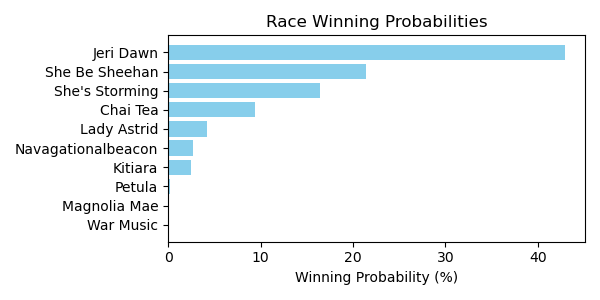 Race Winning Probabilities
Jeri Dawn
She Be Sheehan
She's Storming
Chai Tea
Lady Astrid
Navagationalbeacon
Kitiara
Petula
Magnolia Mae
War Music
0 10 20 30 40
Winning Probability (%)